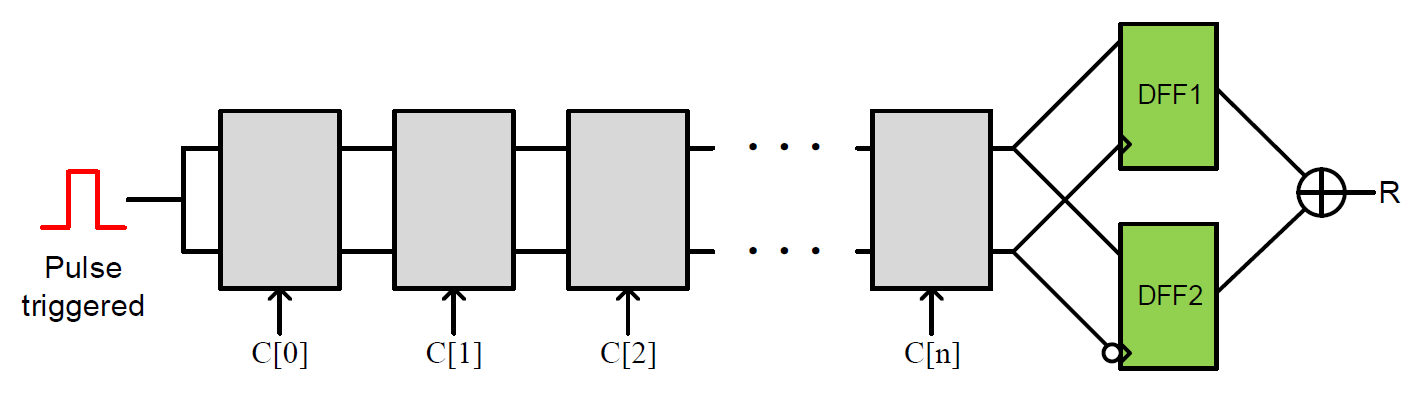 DFF1
Pulse
triggered
R
DFF2
C[0]
C[1]
C[2]
C[n]